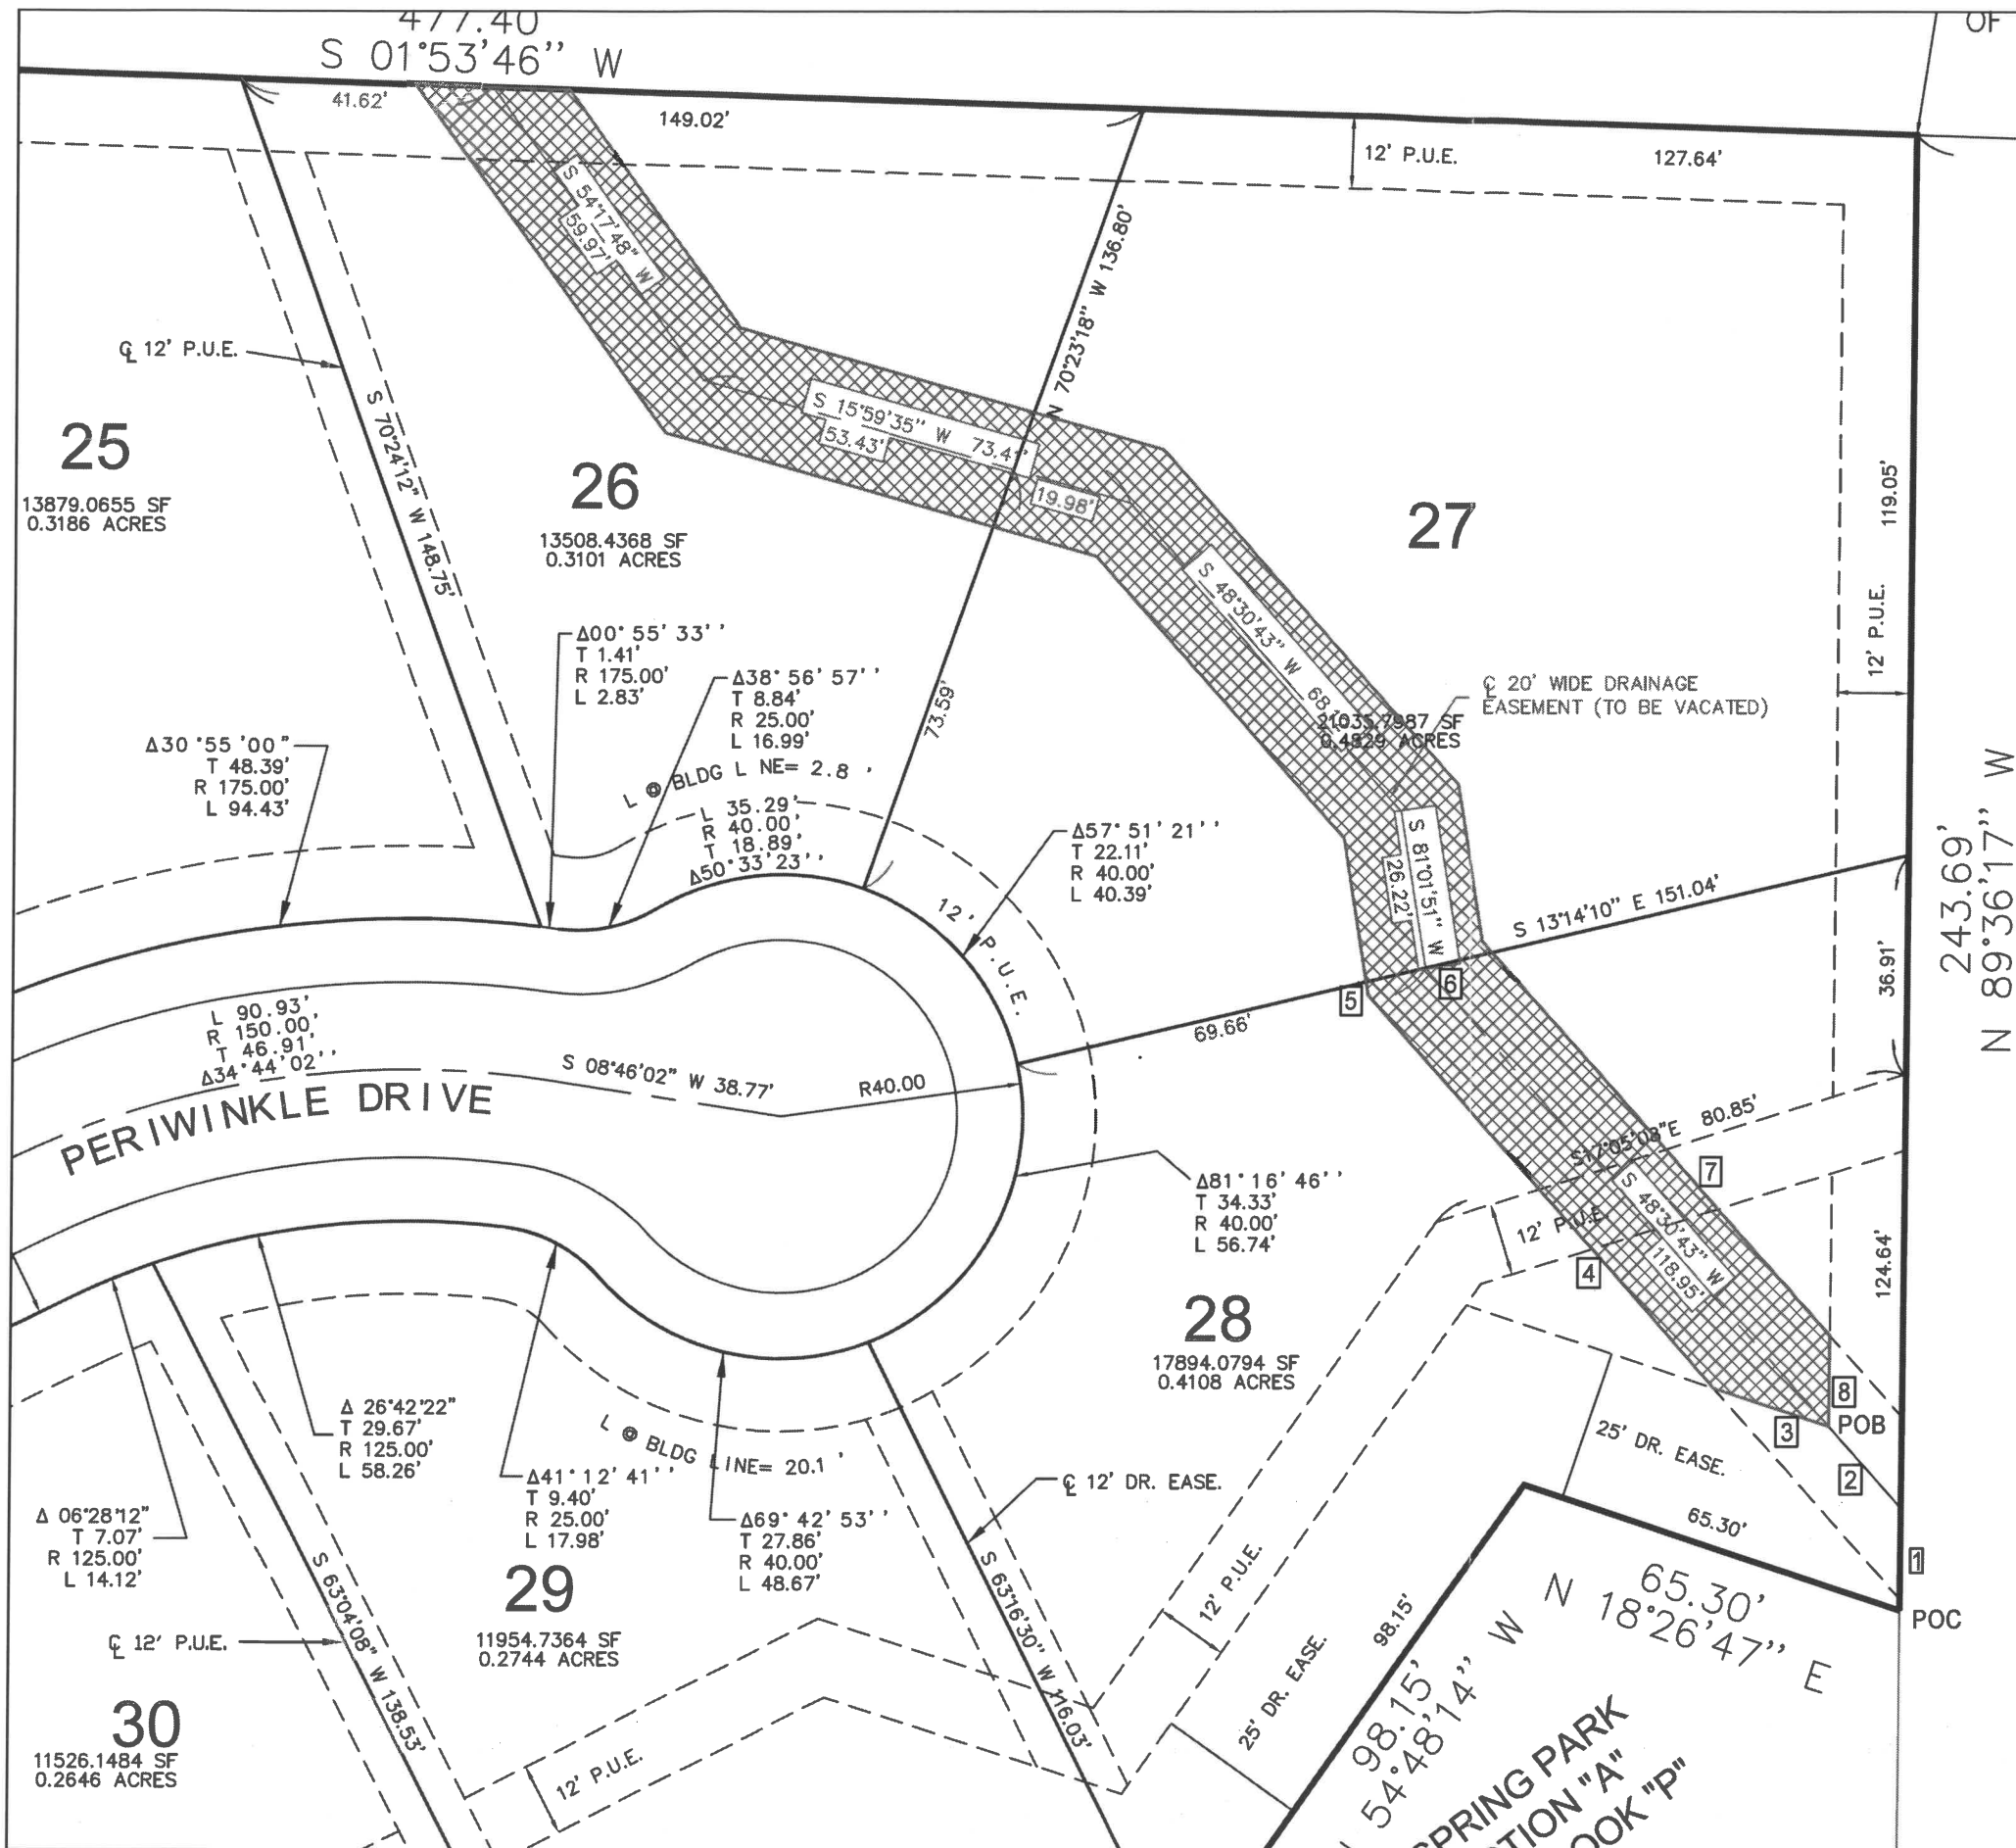 477.40
S 01°53'46'' W
OF
41.62'
149.02'
12' P.U.E.
127.64'
S 54°17'48" W
59.97'
N 70°23'18" W 136.80'
℄ 12' P.U.E.
S 70°24'12" W 148.75'
S 15°59'35" W 73.41'
53.43'
19.98'
25
13879.0655 SF
0.3186 ACRES
26
13508.4368 SF
0.3101 ACRES
27
119.05'
12' P.U.E.
S 48°30'43" W
21035.7987 SF
0.4829 ACRES
℄ 20' WIDE DRAINAGE
EASEMENT (TO BE VACATED)
Δ00° 55' 33''
T 1.41'
R 175.00'
L 2.83'
Δ38° 56' 57''
T 8.84'
R 25.00'
L 16.99'
73.59'
Δ30 °55 '00"
T 48.39'
R 175.00'
L 94.43'
L BLDG L NE= 2.8 '
L 35.29'
R 40.00'
T 18.89'
Δ50°33'23''
Δ57° 51' 21''
T 22.11'
R 40.00'
L 40.39'
12' P.U.E.
S 81°01'51" W
26.22'
S 13°14'10" E 151.04'
243.69'
N 89°36'17'' W
36.91'
5
6
69.66'
L 90.93'
R 150.00'
T 46.91'
Δ34°44'02''
S 08°46'02" W 38.77'
R40.00
PERIWINKLE DRIVE
S17°05'08"E 80.85'
7
Δ81° 16' 46''
T 34.33'
R 40.00'
L 56.74'
12' P.U.E
S 48°30'43" W
118.95'
4
124.64'
28
17894.0794 SF
0.4108 ACRES
8
POB
3
2
25' DR. EASE.
Δ 26°42'22"
T 29.67'
R 125.00'
L 58.26'
L BLDG LINE= 20.1 '
Δ41° 12' 41''
T 9.40'
R 25.00'
L 17.98'
℄ 12' DR. EASE.
65.30'
Δ 06°28'12"
T 7.07'
R 125.00'
L 14.12'
Δ69° 42' 53''
T 27.86'
R 40.00'
L 48.67'
1
POC
S 63°04'08" W 138.53'
29
11954.7364 SF
0.2744 ACRES
S 63°16'30" W 116.03'
12' P.U.E.
98.15'
65.30'
N 18°26'47'' E
℄ 12' P.U.E.
25' DR. EASE.
98.15'
54°48'14'' W
30
11526.1484 SF
0.2646 ACRES
12' P.U.E.
SPRING PARK
TION "A"
OOK "P"